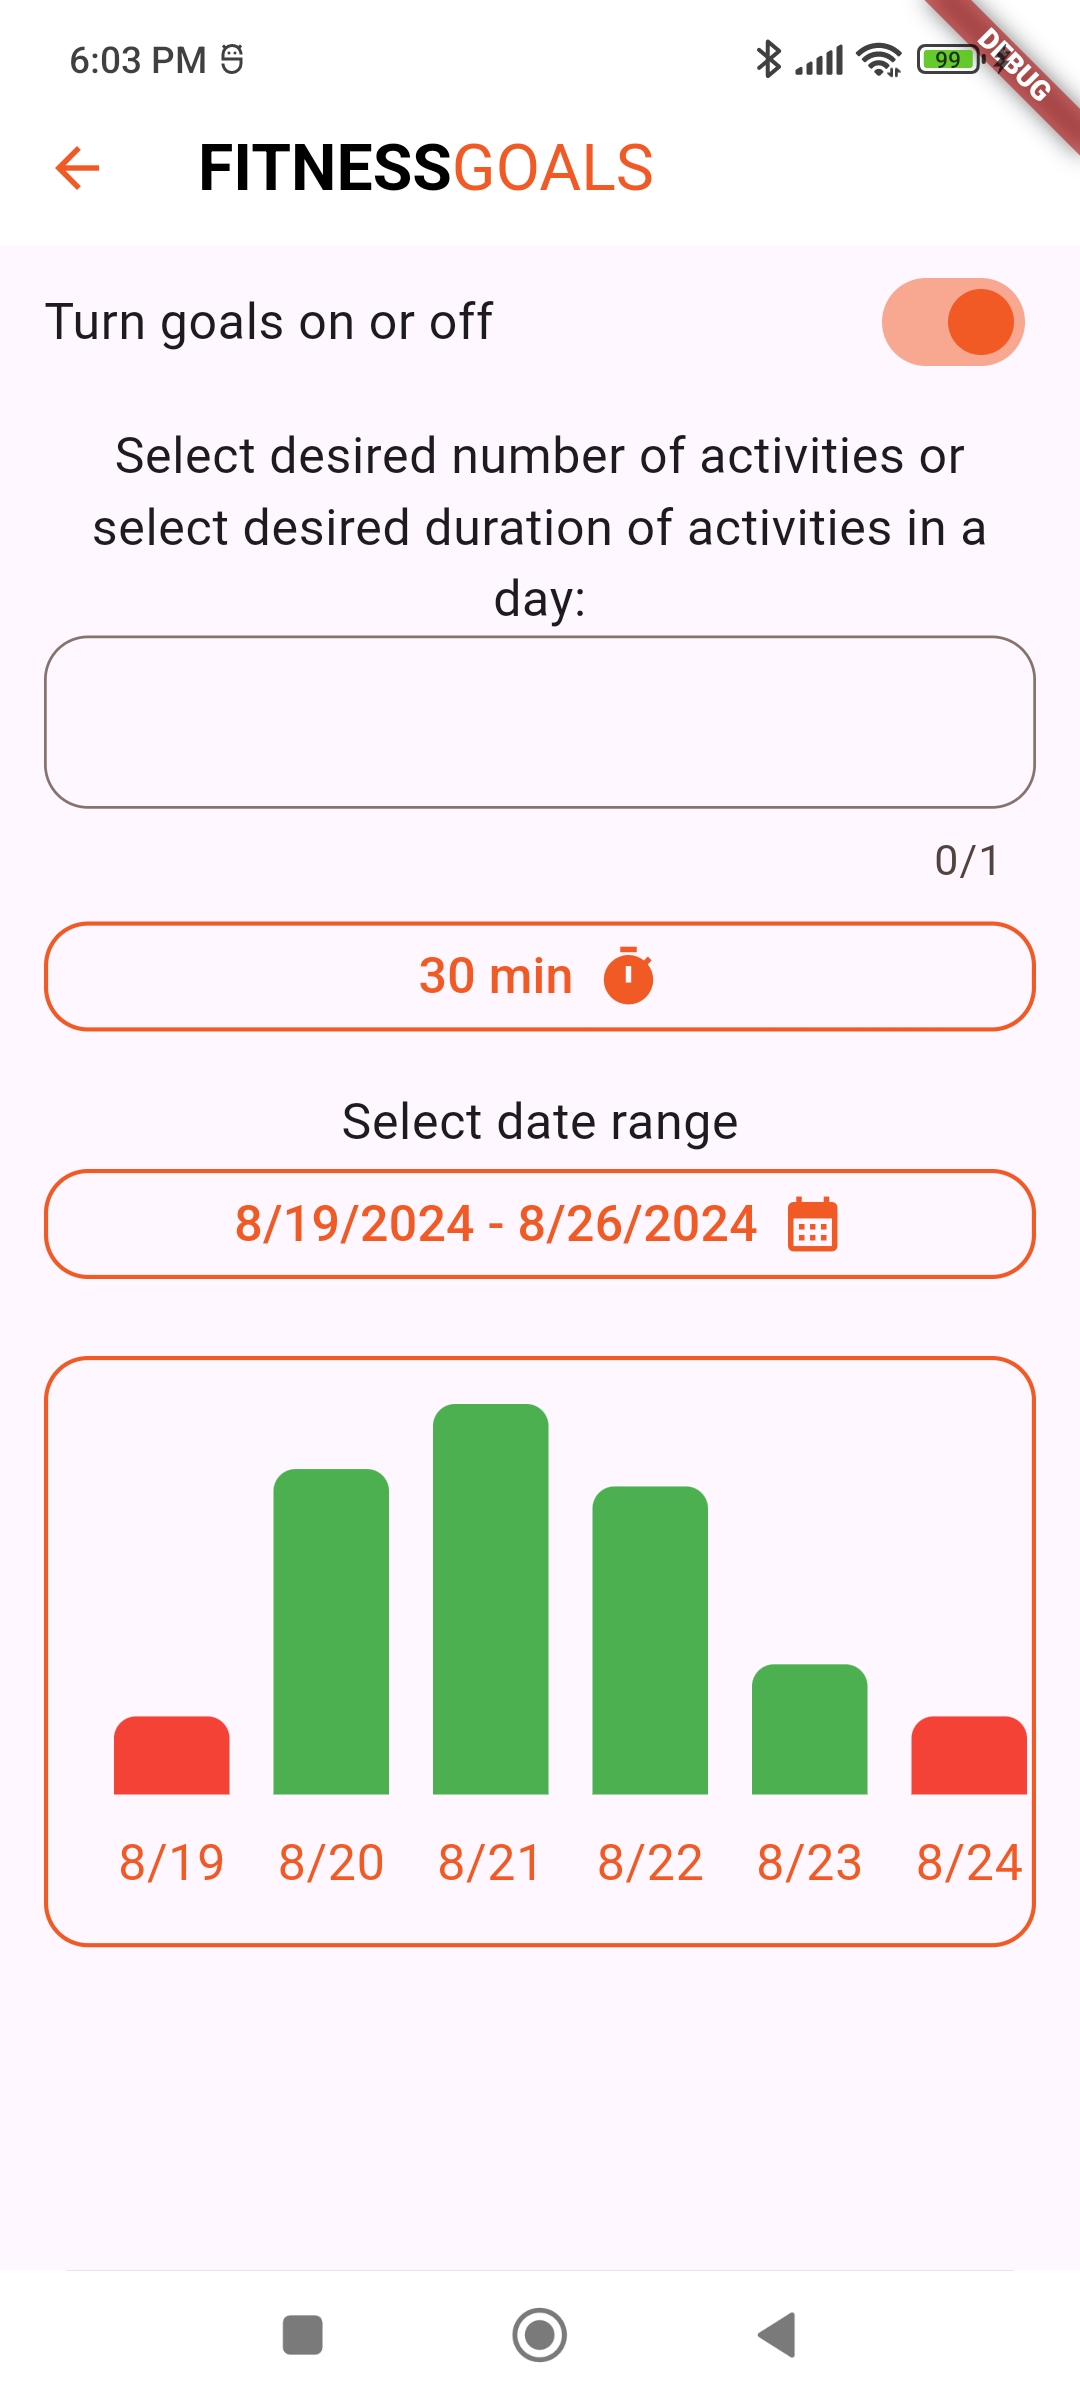 6:03 PM
99
DEBUG
FITNESSGOALS
Turn goals on or off
Select desired number of activities or
select desired duration of activities in a
day:
0/1
30 min
Select date range
8/19/2024 - 8/26/2024
8/19 8/20 8/21 8/22 8/23 8/24